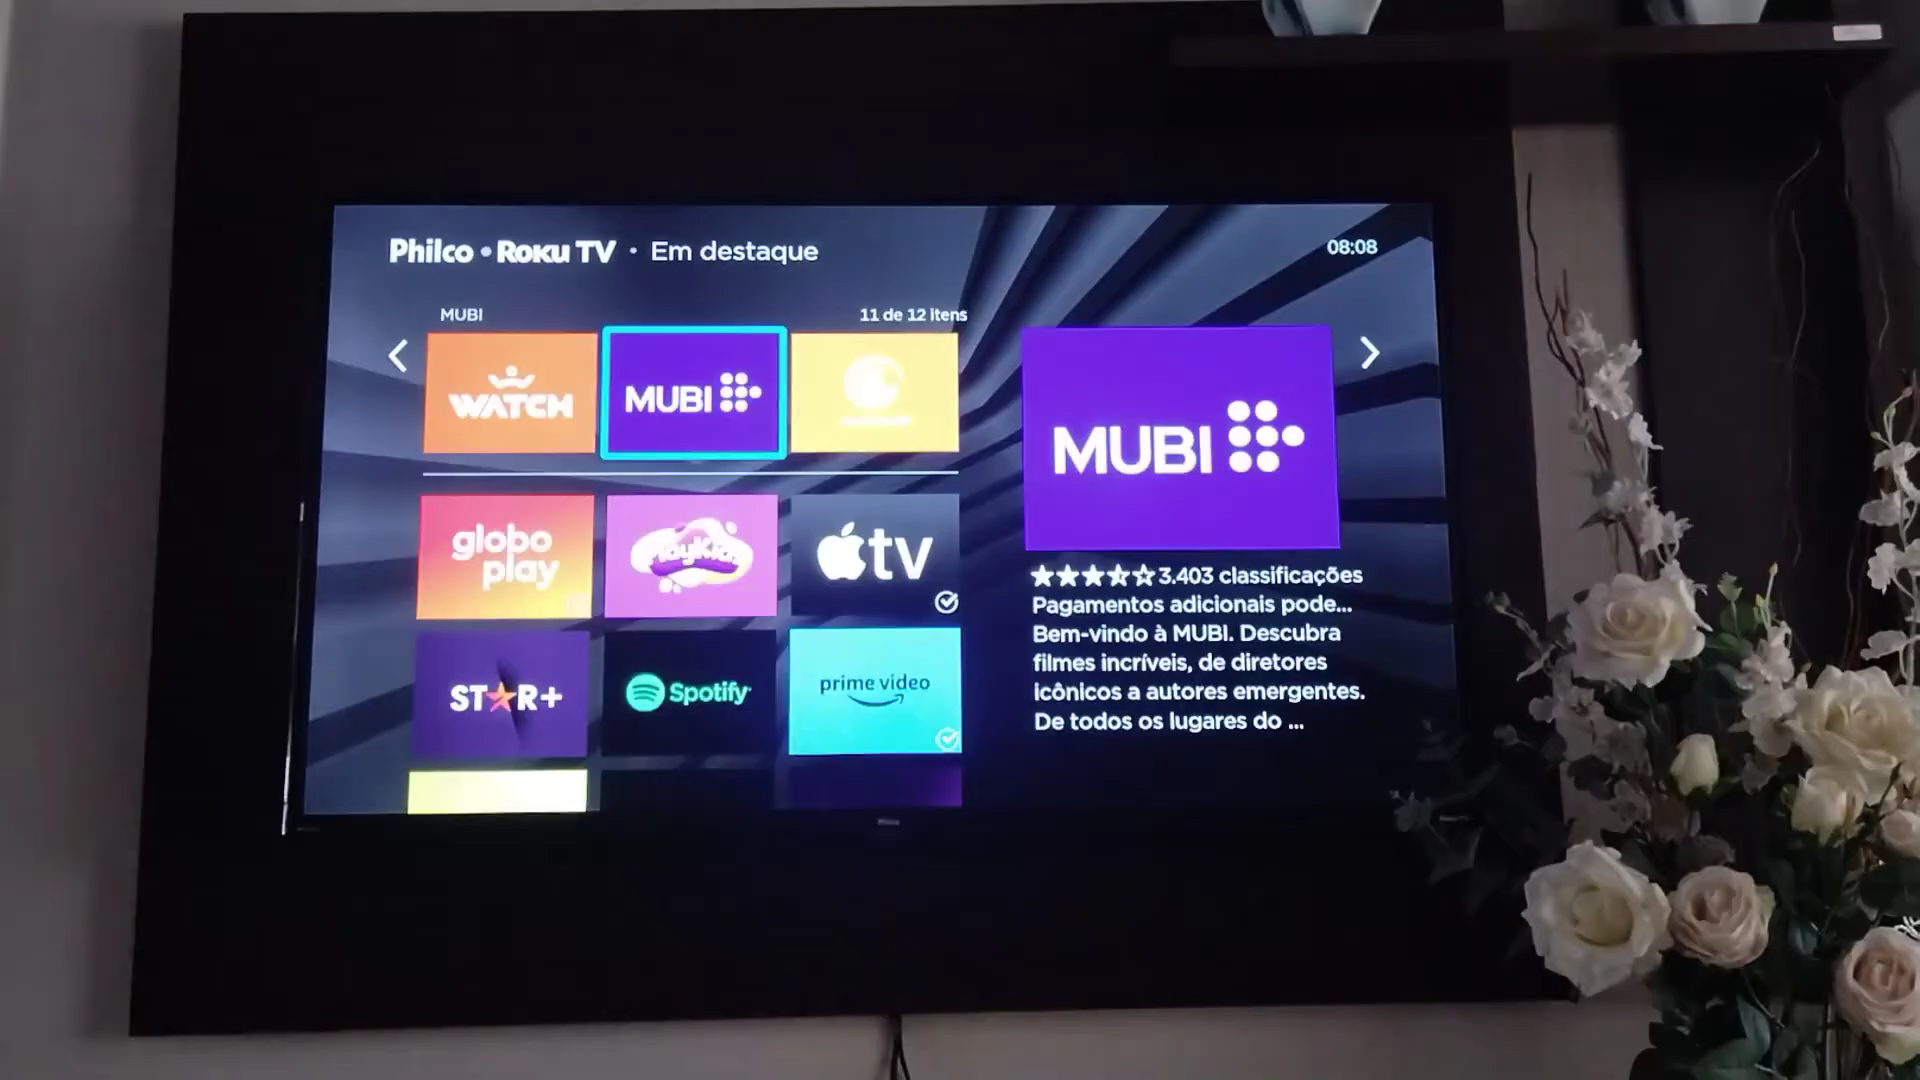 Philco • Roku TV • Em destaque
08:08
MUBI
11 de 12 itens
WATCH
MUBI
MUBI
globo
play
PlayKids
tv
STAR+
Spotify
prime video
3.403 classificações
Pagamentos adicionais pode...
Bem-vindo à MUBI. Descubra
filmes incríveis, de diretores
icônicos a autores emergentes.
De todos os lugares do ...